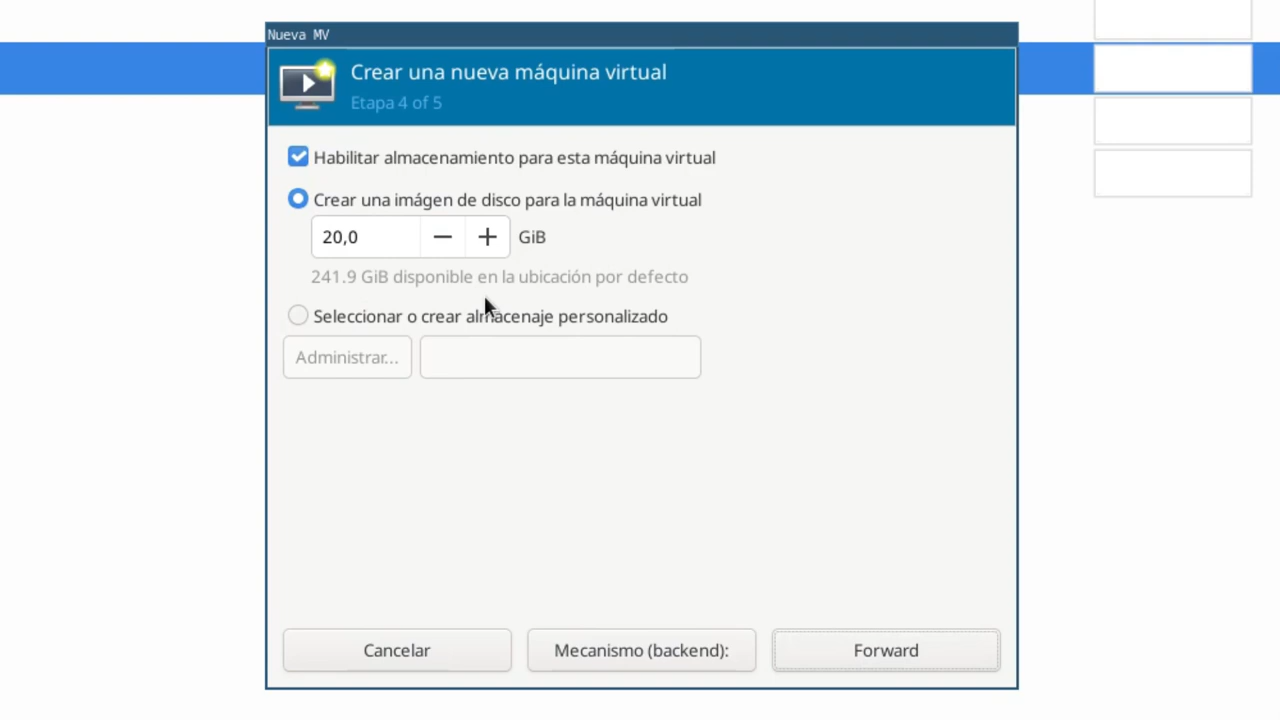 Nueva MV
Crear una nueva máquina virtual
Etapa 4 of 5
Habilitar almacenamiento para esta máquina virtual
Crear una imágen de disco para la máquina virtual
20,0 GiB
241.9 GiB disponible en la ubicación por defecto
Seleccionar o crear almacenaje personalizado
Administrar...
Cancelar Mecanismo (backend): Forward